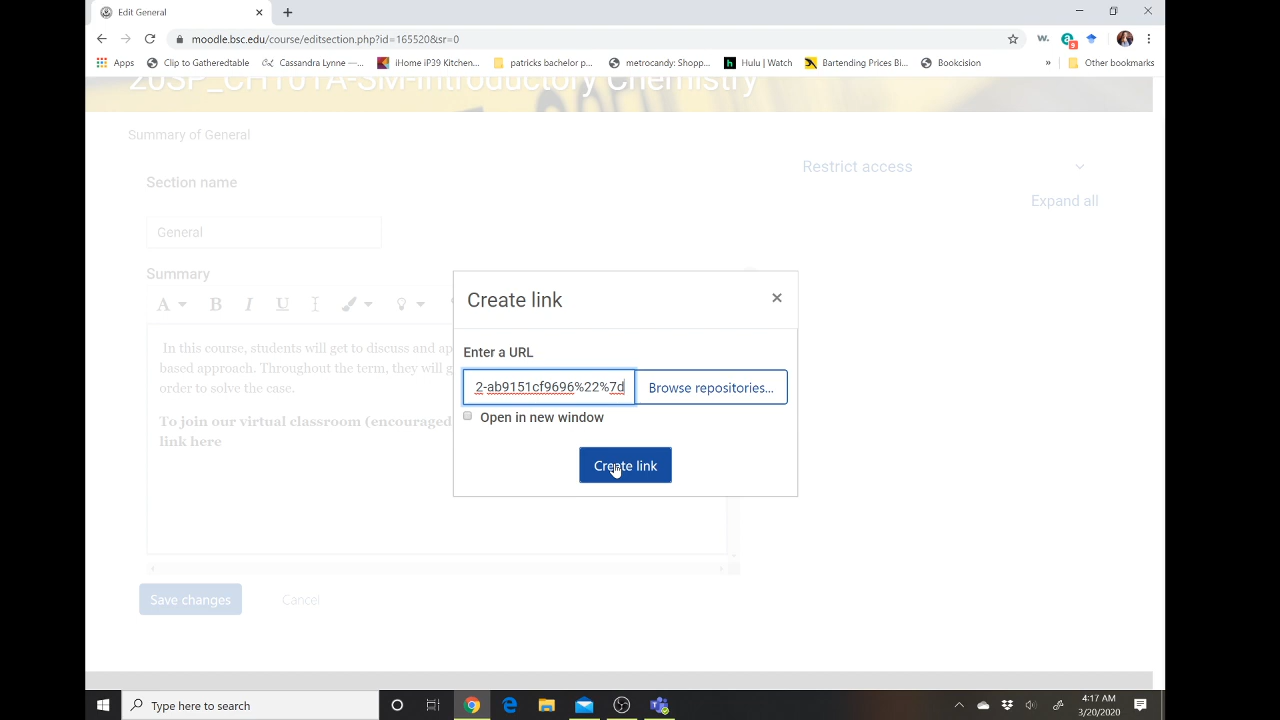 Edit General
moodle.bsc.edu/course/editsection.php?id=165520&sr=0
w.
9
Apps
Clip to Gatheredtable
Cassandra Lynne —...
iHome iP39 Kitchen...
patricks bachelor p...
metrocandy: Shopp...
h
Hulu | Watch
Bartending Prices Bi...
Bookcision
»
Other bookmarks
20SP_CH101A-SM-Introductory Chemistry
Summary of General
Restrict access
Section name
Expand all
General
Summary
A B I U
In this course, students will get to discuss and ap
based approach. Throughout the term, they will g
order to solve the case.
To join our virtual classroom (encouraged
link here
Create link
×
Enter a URL
2-ab9151cf9696%22%7d
Browse repositories...
Open in new window
Create link
Save changes
Cancel
Type here to search
4:17 AM
3/20/2020